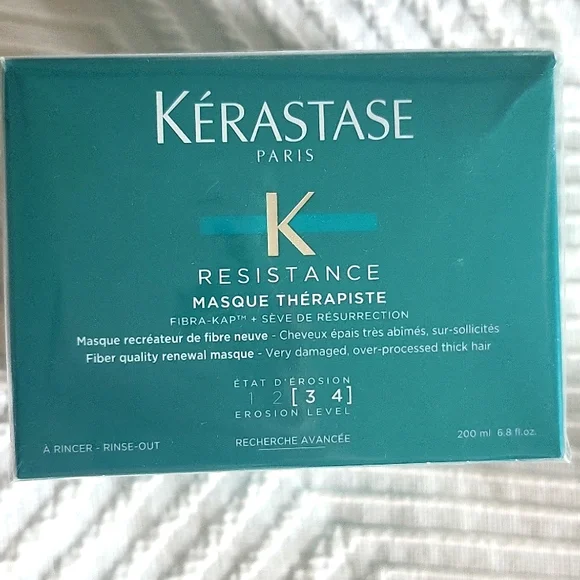 KÉRASTASE
PARIS
K
RESISTANCE
MASQUE THÉRAPISTE
FIBRA-KAP™ + SÈVE DE RÉSURRECTION
Masque recréateur de fibre neuve - Cheveux épais très abîmés, sur-sollicités
Fiber quality renewal masque - Very damaged, over-processed thick hair
ÉTAT D'ÉROSION
1 2 [3 4]
EROSION LEVEL
À RINCER - RINSE-OUT
RECHERCHE AVANCÉE
200 ml 6.8 fl.oz.